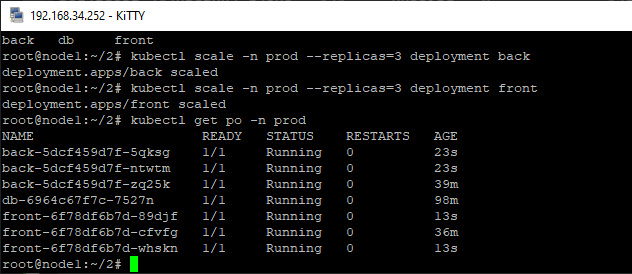 192.168.34.252 - KiTTY
back db front
root@node1:~/2# kubectl scale -n prod --replicas=3 deployment back
deployment.apps/back scaled
root@node1:~/2# kubectl scale -n prod --replicas=3 deployment front
deployment.apps/front scaled
root@node1:~/2# kubectl get po -n prod
NAME READY STATUS RESTARTS AGE
back-5dcf459d7f-5qksg 1/1 Running 0 23s
back-5dcf459d7f-ntwtm 1/1 Running 0 23s
back-5dcf459d7f-zq25k 1/1 Running 0 39m
db-6964c67f7c-7527n 1/1 Running 0 98m
front-6f78df6b7d-89djf 1/1 Running 0 13s
front-6f78df6b7d-cfvfg 1/1 Running 0 36m
front-6f78df6b7d-whskn 1/1 Running 0 13s
root@node1:~/2#